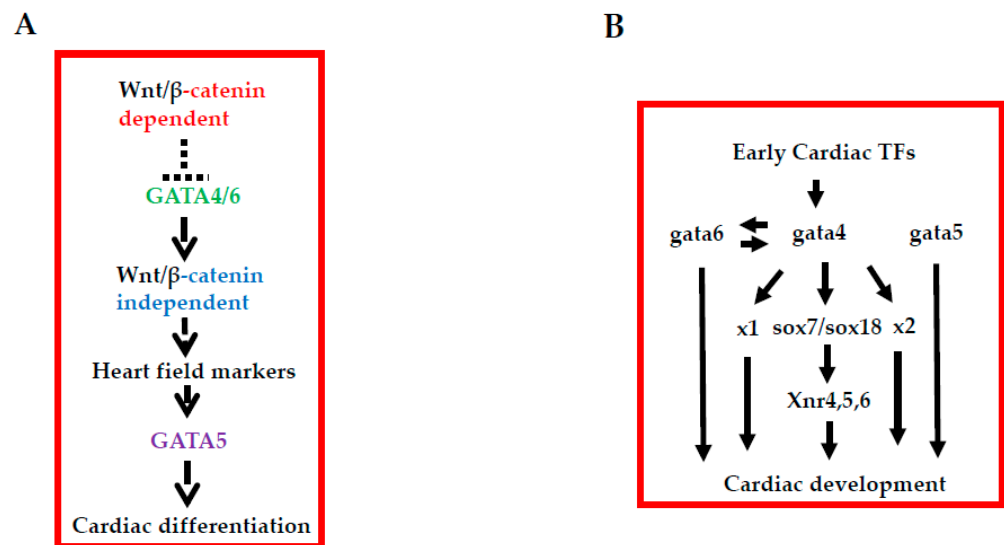 A
Wnt/β-catenin
dependent
GATA4/6
Wnt/β-catenin
independent
Heart field markers
GATA5
Cardiac differentiation
B
Early Cardiac TFs
gata6 gata4 gata5
x1 sox7/sox18 x2
Xnr4,5,6
Cardiac development